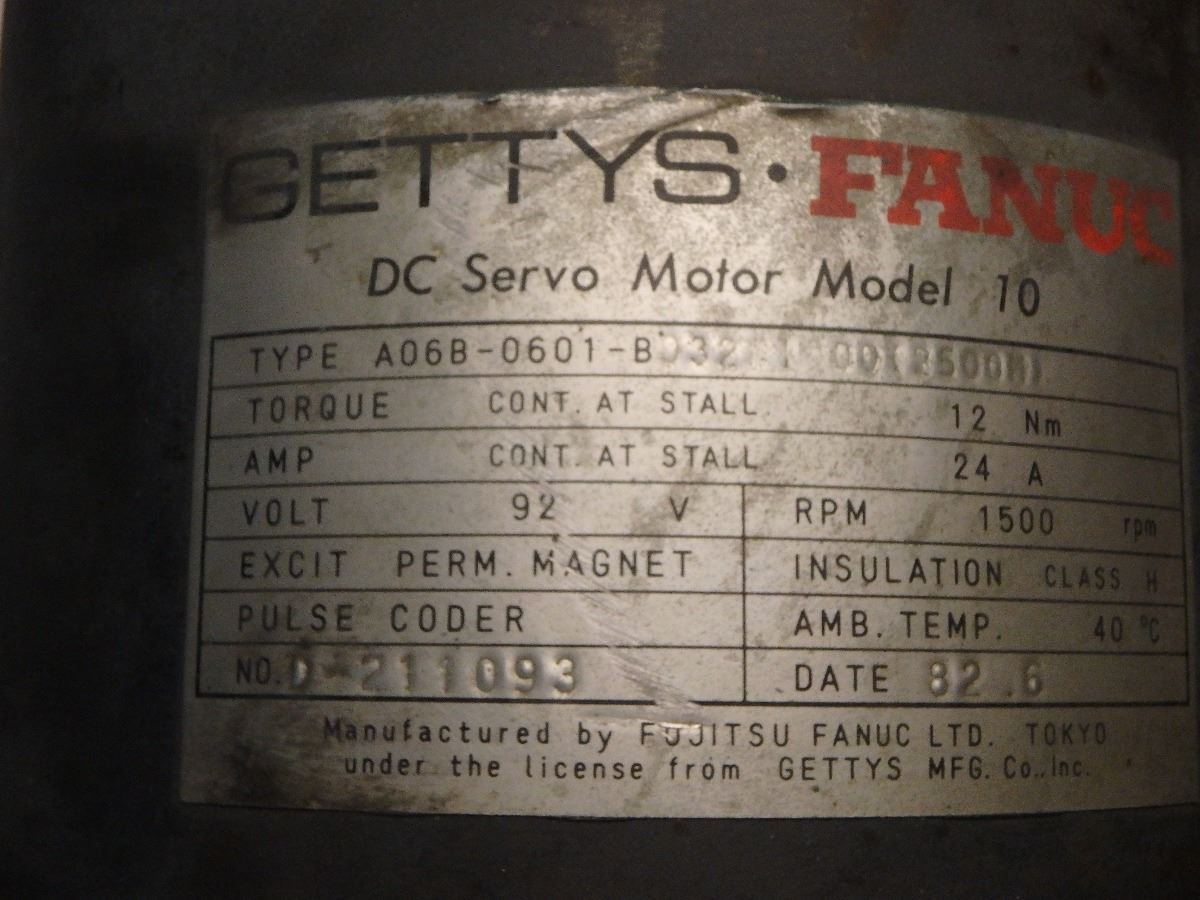 GETTYS · FANUC
DC Servo Motor Model 10
TYPE A06B-0601-B
TORQUE CONT. AT STALL 12 Nm
AMP CONT. AT STALL 24 A
VOLT 92 V RPM 1500 rpm
EXCIT PERM. MAGNET INSULATION CLASS H
PULSE CODER AMB. TEMP. 40 °C
NO. D-211093 DATE 82.6
Manufactured by FUJITSU FANUC LTD. TOKYO
under the license from GETTYS MFG. Co., Inc.